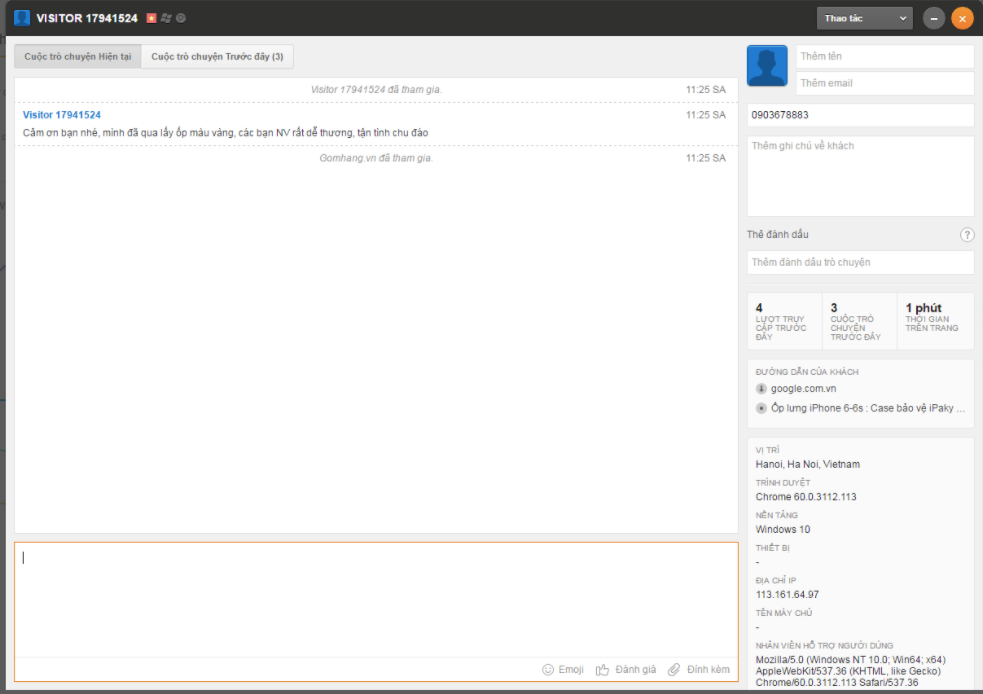 VISITOR 17941524
Thao tác
Cuộc trò chuyện Hiện tại
Cuộc trò chuyện Trước đây (3)
Visitor 17941524 đã tham gia.
11:25 SA
Visitor 17941524
11:25 SA
Cảm ơn bạn nhé, mình đã qua lấy ốp màu vàng, các bạn NV rất dễ thương, tận tình chu đáo
Gomhang.vn đã tham gia.
11:25 SA
Emoji
Đánh giá
Đính kèm
Thêm tên
Thêm email
0903678883
Thêm ghi chú về khách
Thẻ đánh dấu
?
Thêm đánh dấu trò chuyện
4
LƯỢT TRUY
CẬP TRƯỚC
ĐÂY
3
CUỘC TRÒ
CHUYỆN
TRƯỚC ĐÂY
1 phút
THỜI GIAN
TRÊN TRANG
ĐƯỜNG DẪN CỦA KHÁCH
google.com.vn
Ốp lưng iPhone 6-6s : Case bảo vệ iPaky ...
VỊ TRÍ
Hanoi, Ha Noi, Vietnam
TRÌNH DUYỆT
Chrome 60.0.3112.113
NỀN TẢNG
Windows 10
THIẾT BỊ
-
ĐỊA CHỈ IP
113.161.64.97
TÊN MÁY CHỦ
-
NHÂN VIÊN HỖ TRỢ NGƯỜI DÙNG
Mozilla/5.0 (Windows NT 10.0; Win64; x64)
AppleWebKit/537.36 (KHTML, like Gecko)
Chrome/60.0.3112.113 Safari/537.36